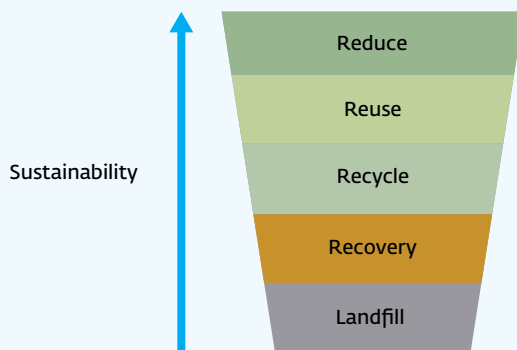 Reduce
Reuse
Sustainability
Recycle
Recovery
Landfill